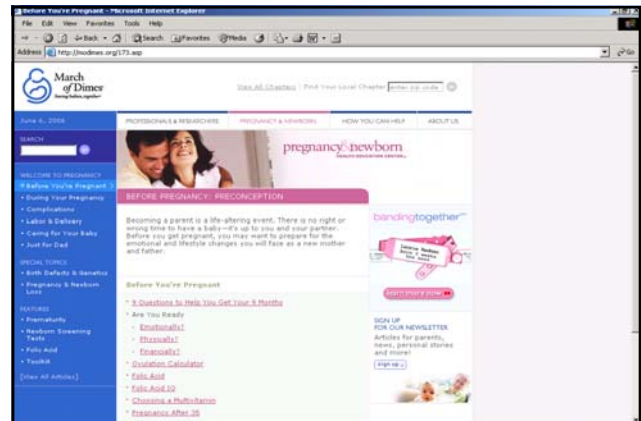 Before You're Pregnant - Microsoft Internet Explorer
File Edit View Favorites Tools Help
Back Search Favorites Media
Address http://modimes.org/173.asp Go
March
of Dimes
Saving babies, together
View All Chapters | Find Your Local Chapter enter zip code
June 6, 2006
PROFESSIONALS & RESEARCHERS PREGNANCY & NEWBORN HOW YOU CAN HELP ABOUT US
SEARCH
pregnancy & newborn
HEALTH EDUCATION CENTER
WELCOME TO PREGNANCY
Before You're Pregnant
During Your Pregnancy
Complications
Labor & Delivery
Caring for Your Baby
Just for Dad
SPECIAL TOPICS
Birth Defects & Genetics
Pregnancy & Newborn
Loss
FEATURES
Prematurity
Newborn Screening
Tests
Folic Acid
Toolkit
[View All Articles]
BEFORE PREGNANCY: PRECONCEPTION
Becoming a parent is a life-altering event. There is no right or
wrong time to have a baby—it's up to you and your partner.
Before you get pregnant, you may want to prepare for the
emotional and lifestyle changes you will face as a new mother
and father.
Before You're Pregnant
9 Questions to Help You Get Your 9 Months
Are You Ready
- Emotionally?
- Physically?
- Financially?
Ovulation Calculator
Folic Acid
Folic Acid IQ
Choosing a Multivitamin
Pregnancy After 35
bandingtogether
learn more now
SIGN UP
FOR OUR NEWSLETTER
Articles for parents,
news, personal stories
and more!
sign up